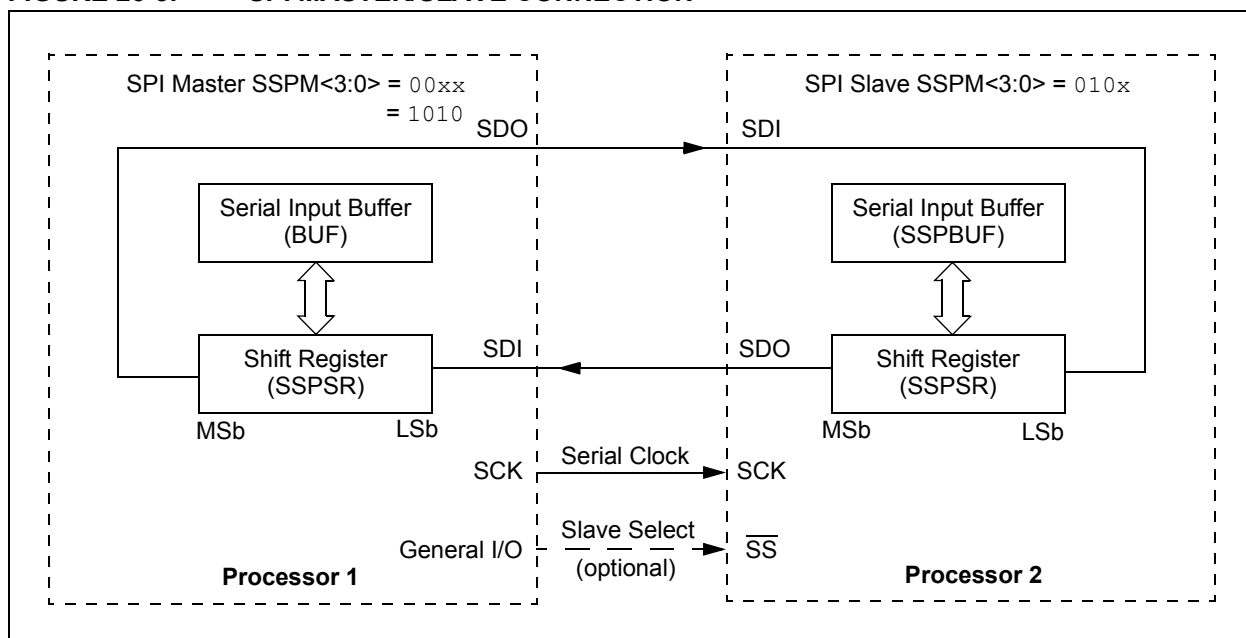 SPI Master SSPM<3:0> = 00xx
= 1010
SPI Slave SSPM<3:0> = 010x
SDO
SDI
Serial Input Buffer
(BUF)
Serial Input Buffer
(SSPBUF)
Shift Register
(SSPSR)
MSb
LSb
SDI
SDO
Shift Register
(SSPSR)
MSb
LSb
SCK
Serial Clock
SCK
General I/O
Slave Select
(optional)
SS
Processor 1
Processor 2